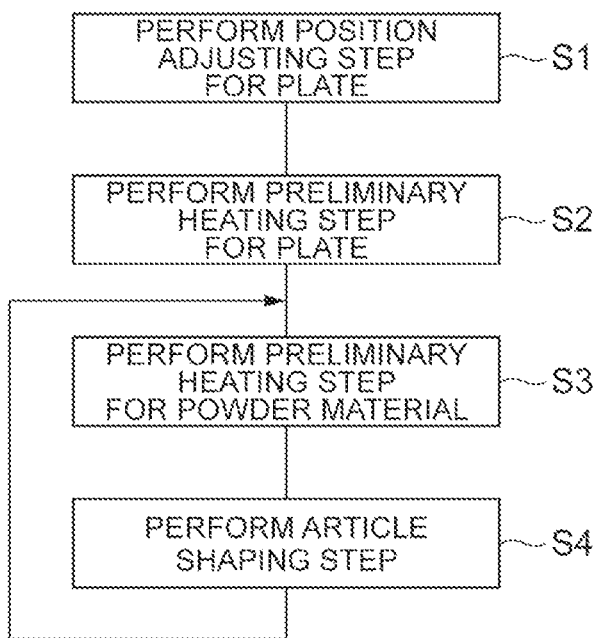 PERFORM POSITION
ADJUSTING STEP
FOR PLATE
S1
PERFORM PRELIMINARY
HEATING STEP
FOR PLATE
S2
PERFORM PRELIMINARY
HEATING STEP
FOR POWDER MATERIAL
S3
PERFORM ARTICLE
SHAPING STEP
S4